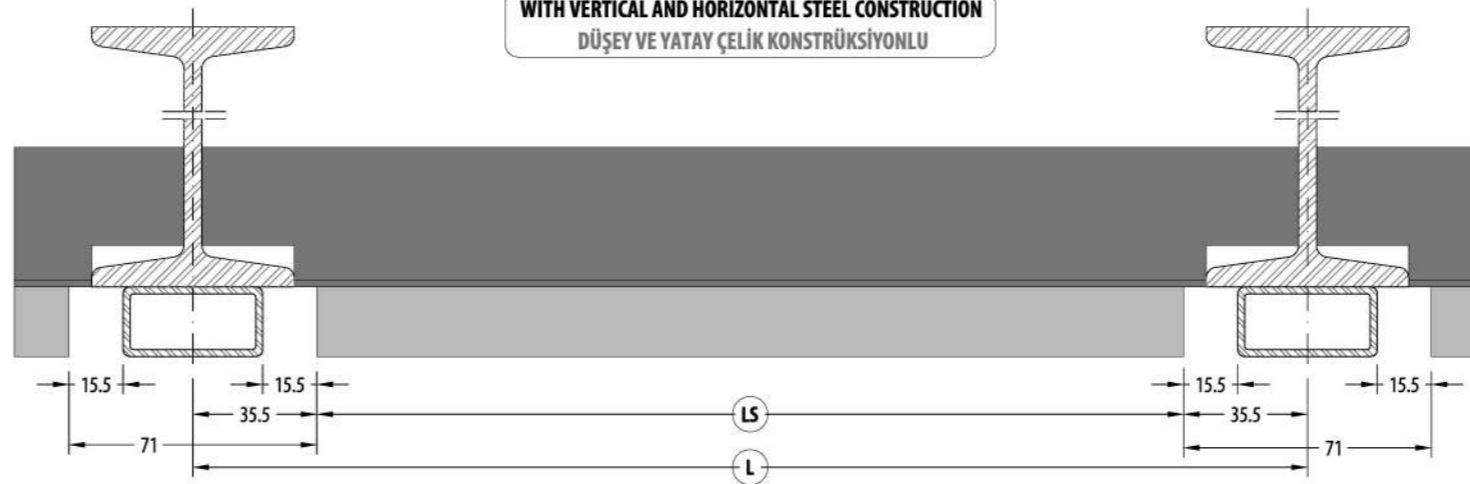 WITH VERTICAL AND HORIZONTAL STEEL CONSTRUCTION
DÜŞEY VE YATAY ÇELİK KONSTRÜKSİYONLU
15.5 15.5 15.5 15.5
35.5 LS 35.5
71 71
L